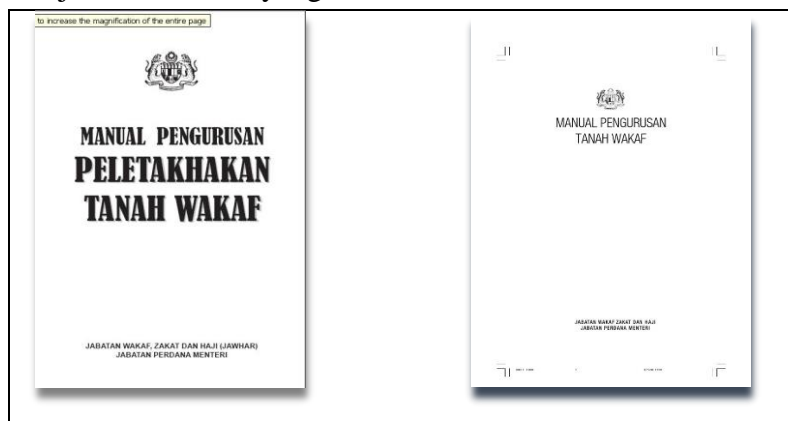 to increase the magnification of the entire page
MANUAL PENGURUSAN
PELETAKHAKAN
TANAH WAKAF
JABATAN WAKAF, ZAKAT DAN HAJI (JAWHAR)
JABATAN PERDANA MENTERI
MANUAL PENGURUSAN
TANAH WAKAF
JABATAN WAKAF ZAKAT DAN HAJI
JABATAN PERDANA MENTERI